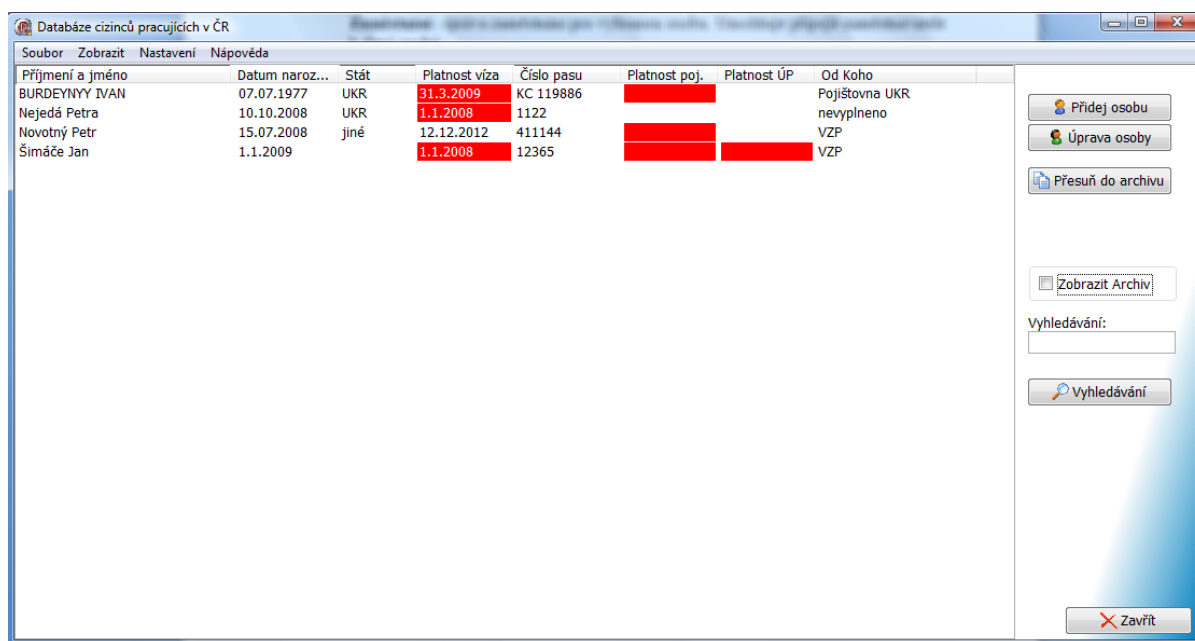 Databáze cizinců pracujících v ČR
Soubor Zobrazit Nastavení Nápověda
Příjmení a jméno Datum naroz... Stát Platnost víza Číslo pasu Platnost poj. Platnost ÚP Od Koho
BURDEYNYY IVAN 07.07.1977 UKR 31.3.2009 KC 119886 Pojištovna UKR
Nejedá Petra 10.10.2008 UKR 1.1.2008 1122 nevyplneno
Novotný Petr 15.07.2008 jiné 12.12.2012 411144 VZP
Šimáče Jan 1.1.2009 1.1.2008 12365 VZP
Přidej osobu
Úprava osoby
Přesuň do archivu
Zobrazit Archiv
Vyhledávání:
Vyhledávání
Zavřít